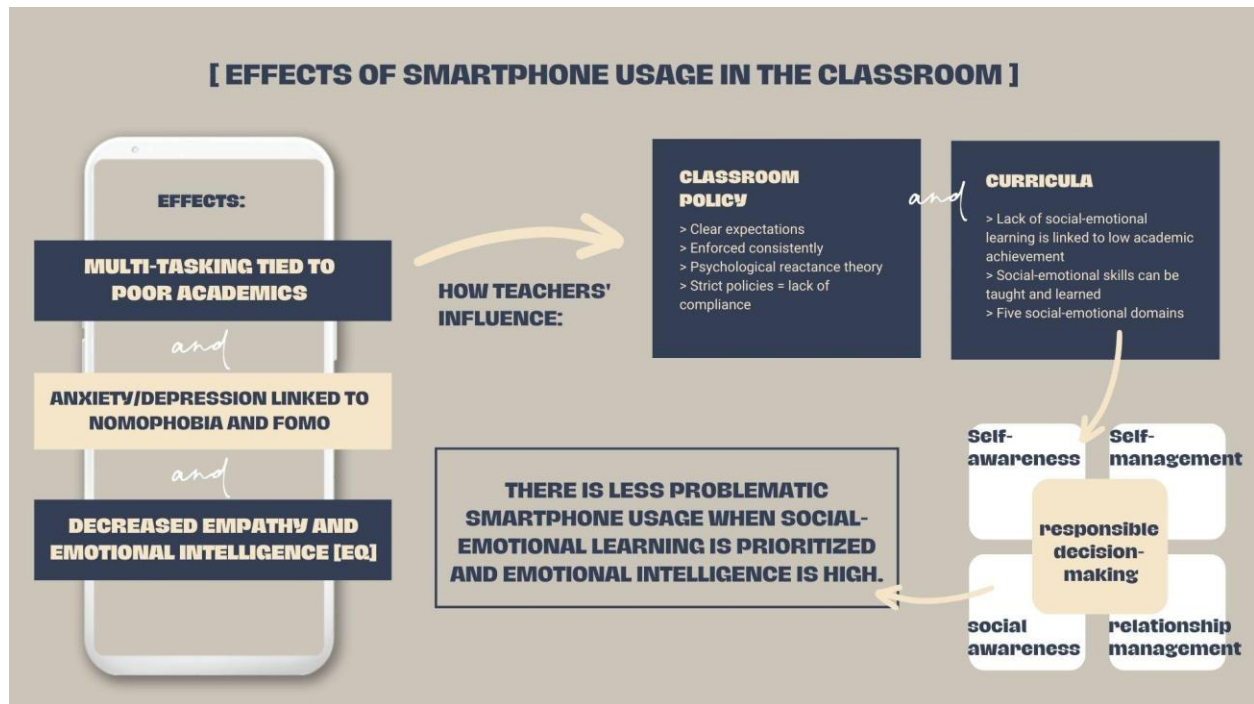 [ EFFECTS OF SMARTPHONE USAGE IN THE CLASSROOM ]
EFFECTS:
MULTI-TASKING TIED TO
POOR ACADEMICS
and
ANXIETY/DEPRESSION LINKED TO
NOMOPHOBIA AND FOMO
and
DECREASED EMPATHY AND
EMOTIONAL INTELLIGENCE [EQ]
HOW TEACHERS'
INFLUENCE:
CLASSROOM
POLICY
> Clear expectations
> Enforced consistently
> Psychological reactance theory
> Strict policies = lack of
compliance
and
CURRICULA
> Lack of social-emotional
learning is linked to low academic
achievement
> Social-emotional skills can be
taught and learned
> Five social-emotional domains
Self-
awareness
Self-
management
responsible
decision-
making
social
awareness
relationship
management
THERE IS LESS PROBLEMATIC
SMARTPHONE USAGE WHEN SOCIAL-
EMOTIONAL LEARNING IS PRIORITIZED
AND EMOTIONAL INTELLIGENCE IS HIGH.